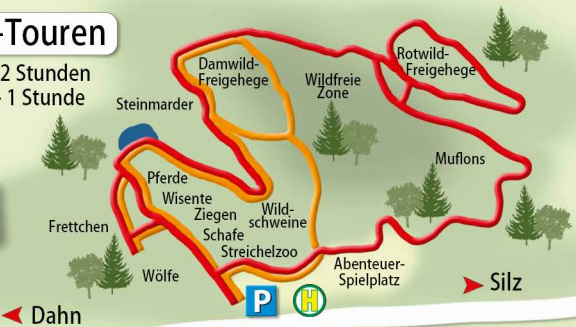 -Touren
2 Stunden
- 1 Stunde
Steinmarder
Damwild-
Freigehege
Wildfreie
Zone
Rotwild-
Freigehege
Muflons
Pferde
Wisente
Ziegen
Schafe
Streichelzoo
Wild-
schweine
Frettchen
Wölfe
Abenteuer-
Spielplatz
Silz
Dahn
P
H